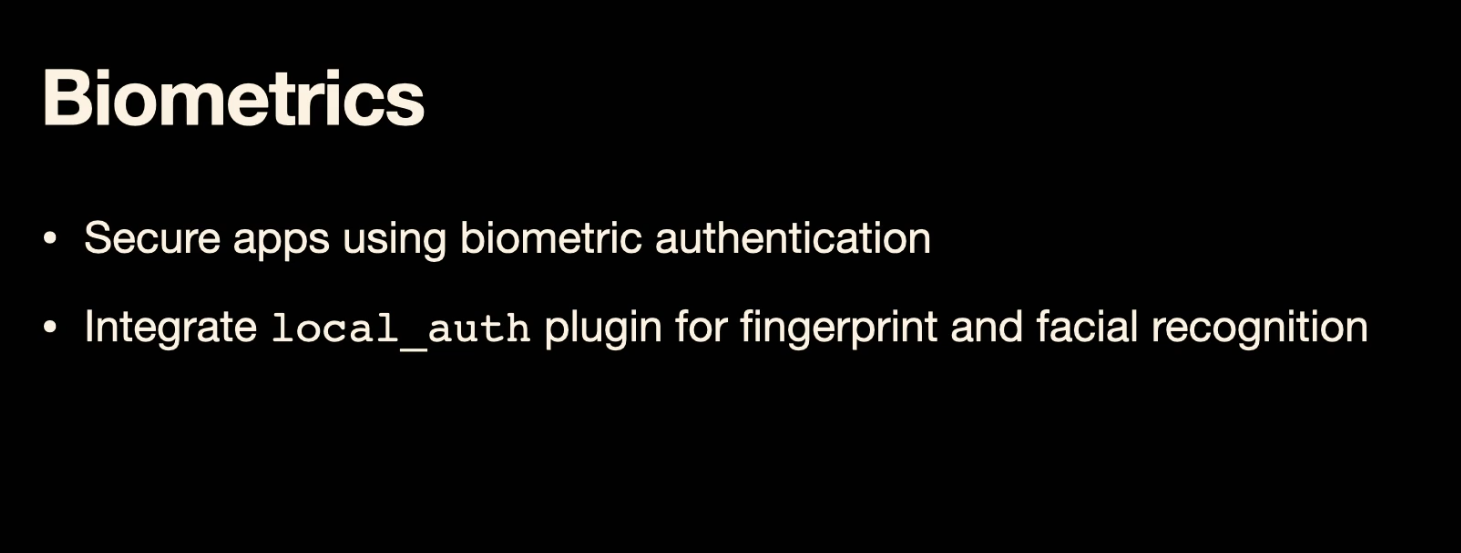 Biometrics
• Secure apps using biometric authentication
• Integrate local_auth plugin for fingerprint and facial recognition